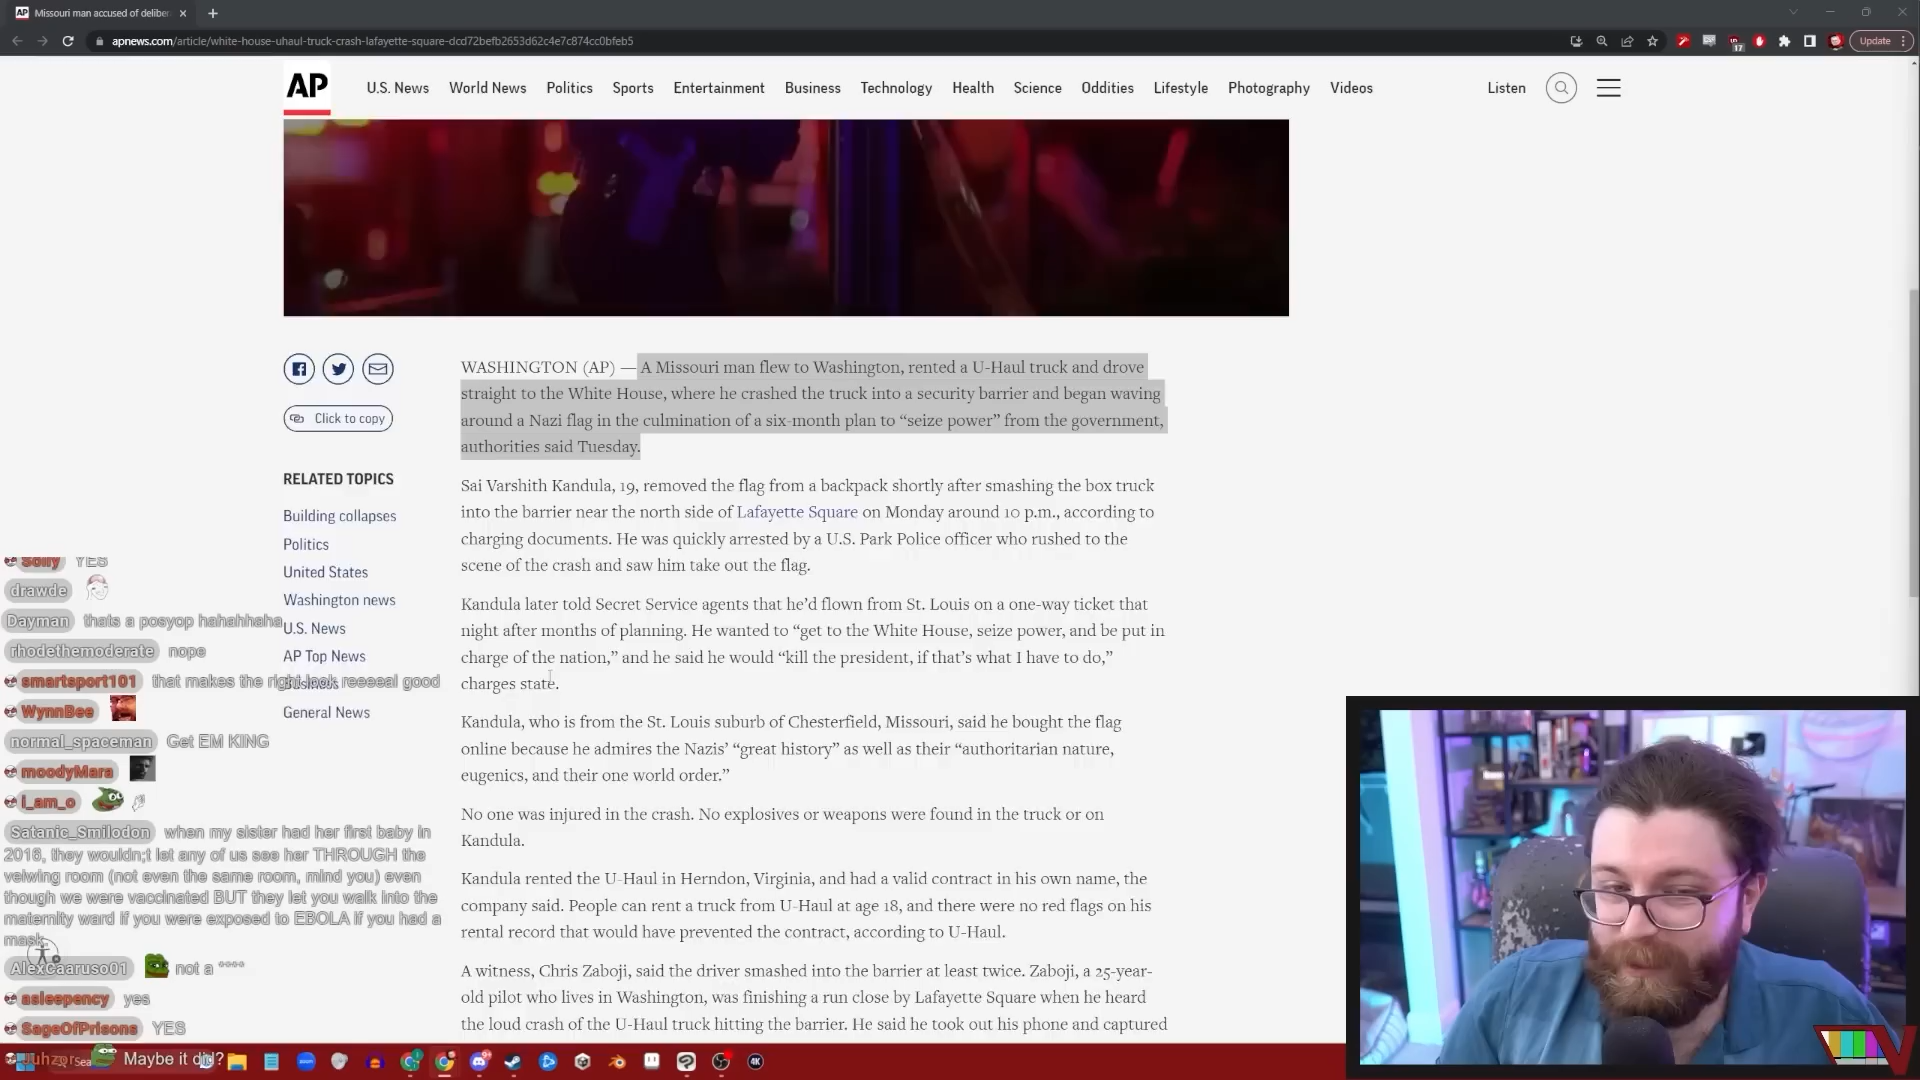 AP Missouri man accused of deliber
apnews.com/article/white-house-uhaul-truck-crash-lafayette-square-dcd72befb2653d62c4e7c874cc0bfeb5
17
Update
AP
U.S. News World News Politics Sports Entertainment Business Technology Health Science Oddities Lifestyle Photography Videos
Listen
Click to copy
RELATED TOPICS
Building collapses
Politics
United States
Washington news
U.S. News
AP Top News
Business
General News
WASHINGTON (AP) — A Missouri man flew to Washington, rented a U-Haul truck and drove
straight to the White House, where he crashed the truck into a security barrier and began waving
around a Nazi flag in the culmination of a six-month plan to “seize power” from the government,
authorities said Tuesday.
Sai Varshith Kandula, 19, removed the flag from a backpack shortly after smashing the box truck
into the barrier near the north side of Lafayette Square on Monday around 10 p.m., according to
charging documents. He was quickly arrested by a U.S. Park Police officer who rushed to the
scene of the crash and saw him take out the flag.
Kandula later told Secret Service agents that he’d flown from St. Louis on a one-way ticket that
night after months of planning. He wanted to “get to the White House, seize power, and be put in
charge of the nation,” and he said he would “kill the president, if that’s what I have to do,”
charges state.
Kandula, who is from the St. Louis suburb of Chesterfield, Missouri, said he bought the flag
online because he admires the Nazis’ “great history” as well as their “authoritarian nature,
eugenics, and their one world order.”
No one was injured in the crash. No explosives or weapons were found in the truck or on
Kandula.
Kandula rented the U-Haul in Herndon, Virginia, and had a valid contract in his own name, the
company said. People can rent a truck from U-Haul at age 18, and there were no red flags on his
rental record that would have prevented the contract, according to U-Haul.
A witness, Chris Zaboji, said the driver smashed into the barrier at least twice. Zaboji, a 25-year-
old pilot who lives in Washington, was finishing a run close by Lafayette Square when he heard
the loud crash of the U-Haul truck hitting the barrier. He said he took out his phone and captured
YES
drawde
Dayman thats a posyop hahahhaha
rhodethemoderate nope
smartsport101 that makes the right look reeeeal good
WynnBee
normal_spaceman Get EM KING
moodyMara
i_am_o
Satanic_Smilodon when my sister had her first baby in
2016, they wouldn;t let any of us see her THROUGH the
veiwing room (not even the same room, mind you) even
though we were vaccinated BUT they let you walk into the
maternity ward if you were exposed to EBOLA if you had a
mask
AlexCaaruso01 not a ****
asleepency yes
SageOfPrisons YES
Maybe it did?